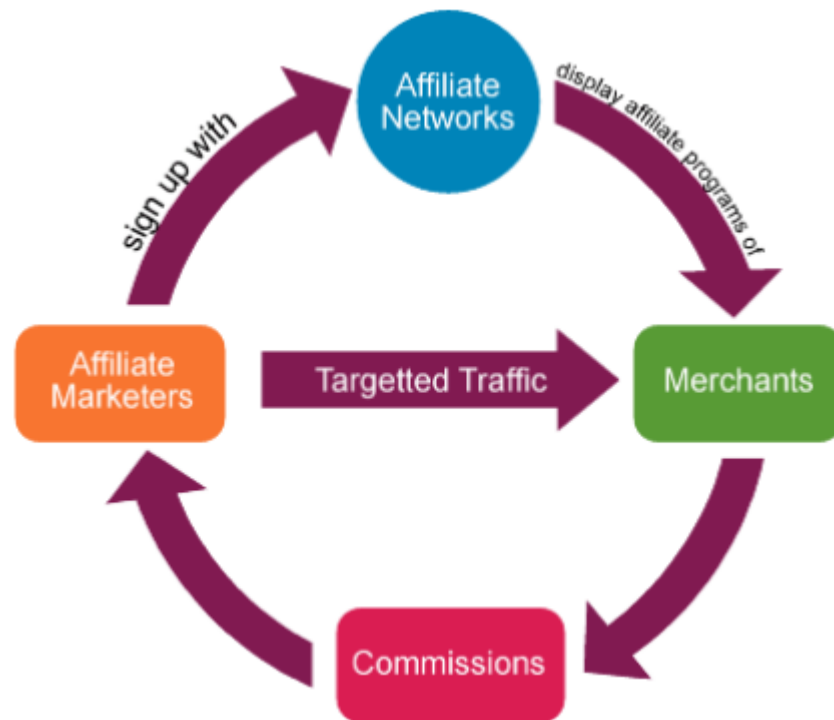 Affiliate
Networks
display affiliate programs of
sign up with
Affiliate
Marketers
Targetted Traffic
Merchants
Commissions